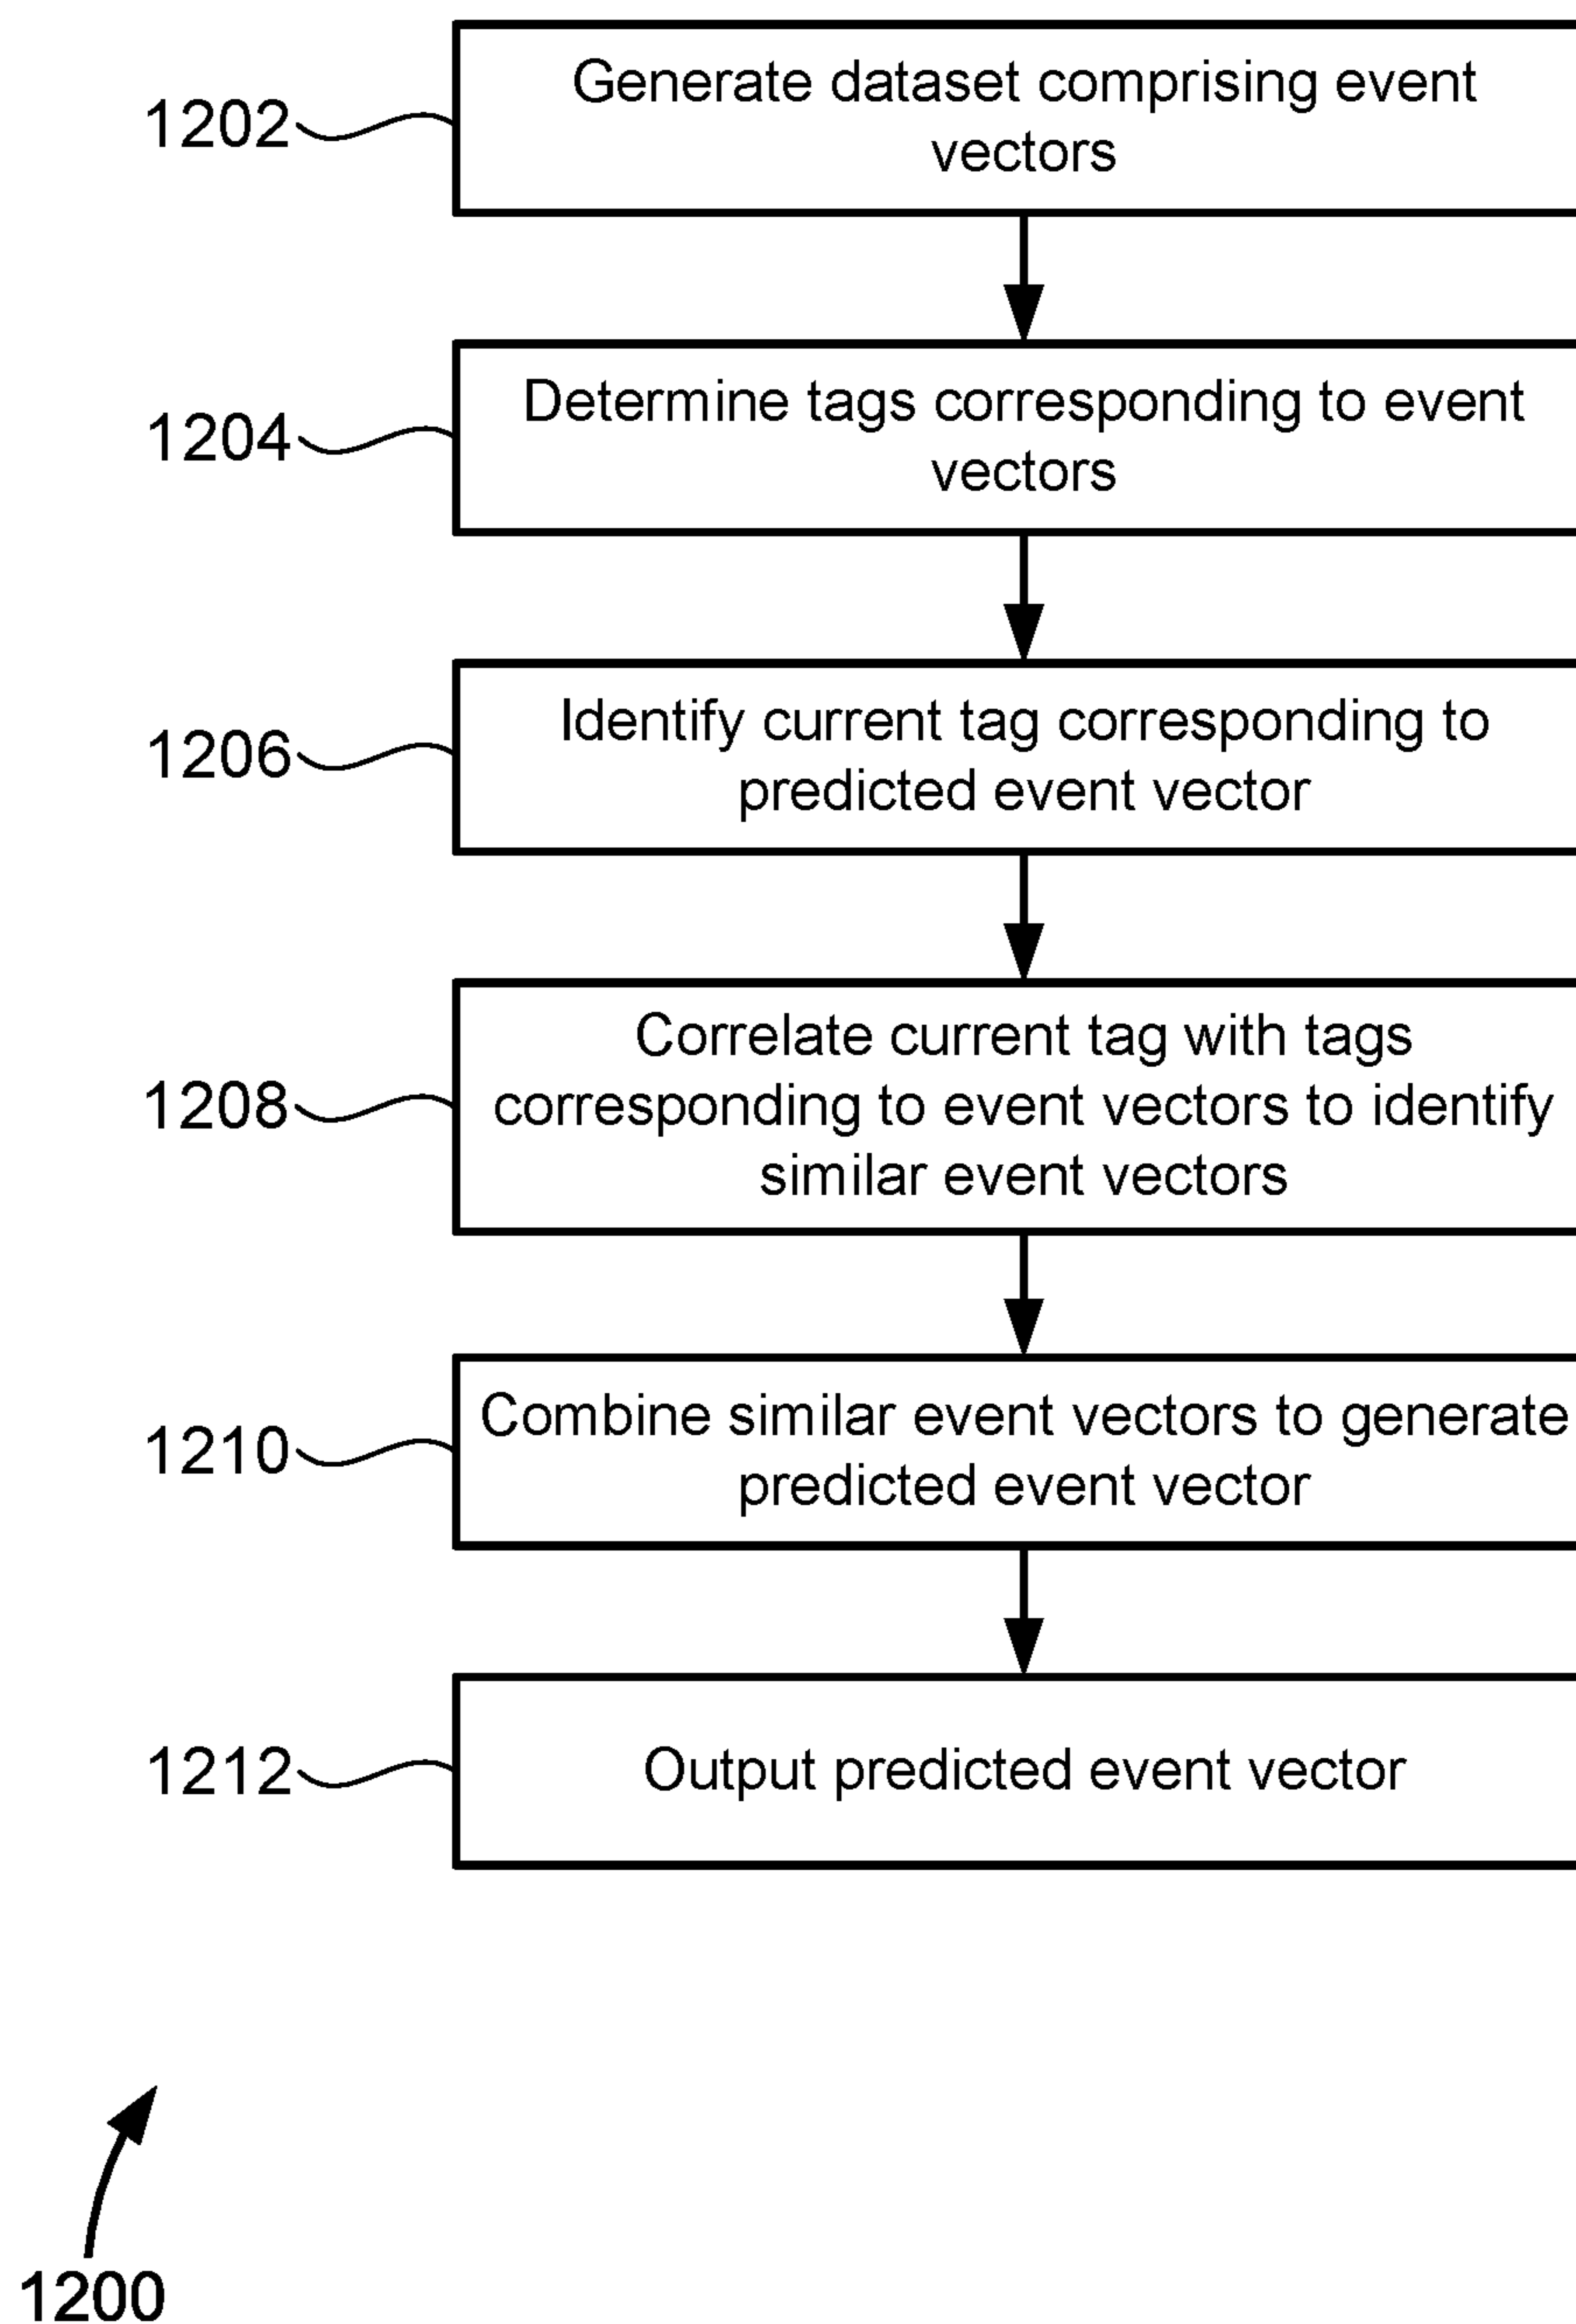 1202
Generate dataset comprising event
vectors
1204
Determine tags corresponding to event
vectors
1206
Identify current tag corresponding to
predicted event vector
1208
Correlate current tag with tags
corresponding to event vectors to identify
similar event vectors
1210
Combine similar event vectors to generate
predicted event vector
1212
Output predicted event vector
1200